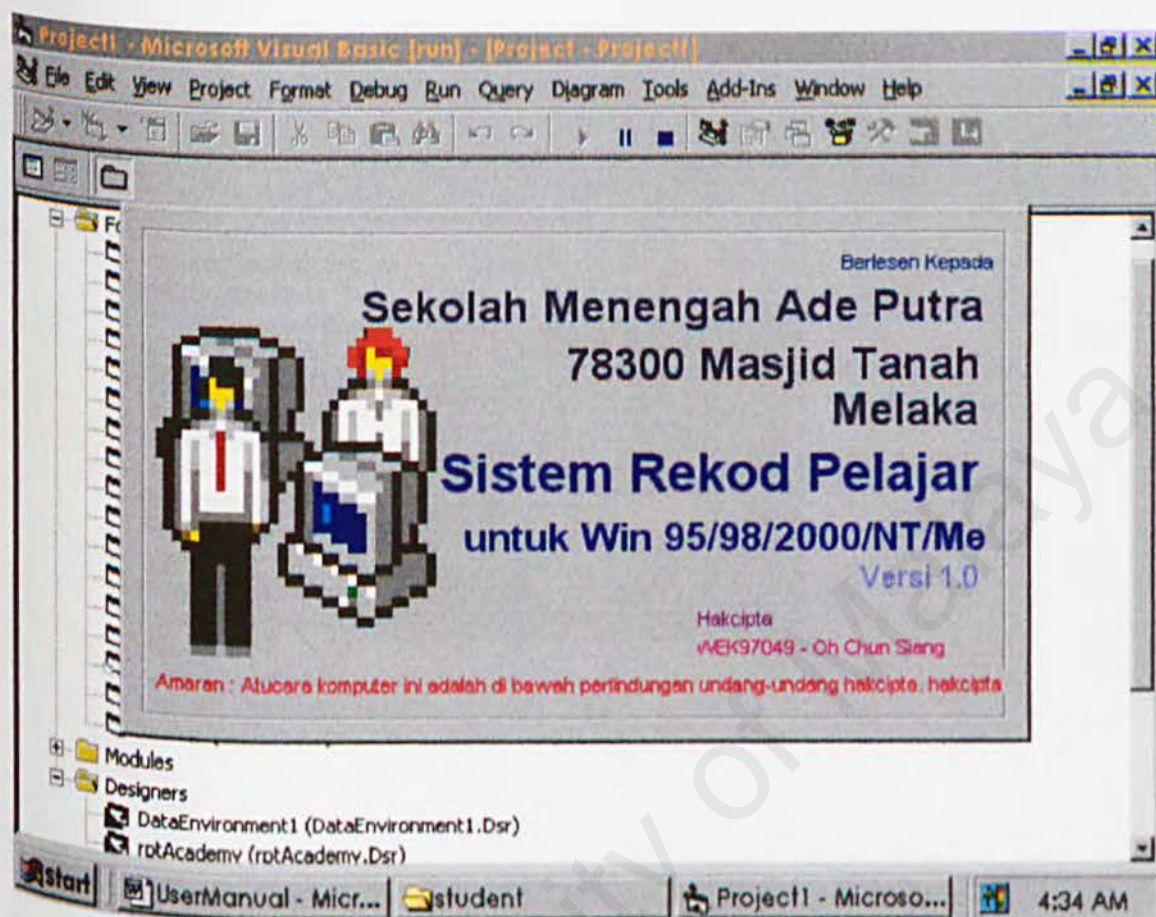 Project1 - Microsoft Visual Basic [run] - [Project - Project1]
File Edit View Project Format Debug Run Query Diagram Tools Add-Ins Window Help
Fo
Berlesen Kepada
Sekolah Menengah Ade Putra
78300 Masjid Tanah
Melaka
Sistem Rekod Pelajar
untuk Win 95/98/2000/NT/Me
Versi 1.0
Hakcipta
WEK97049 - Oh Chun Siang
Amaran : Atucara komputer ini adalah di bawah perlindungan undang-undang hakcipta, hakcipta
Modules
Designers
DataEnvironment1 (DataEnvironment1.Dsr)
rptAcademy (rptAcademy.Dsr)
Start UserManual - Micr... student Project1 - Microso... 4:34 AM
University of Malaya